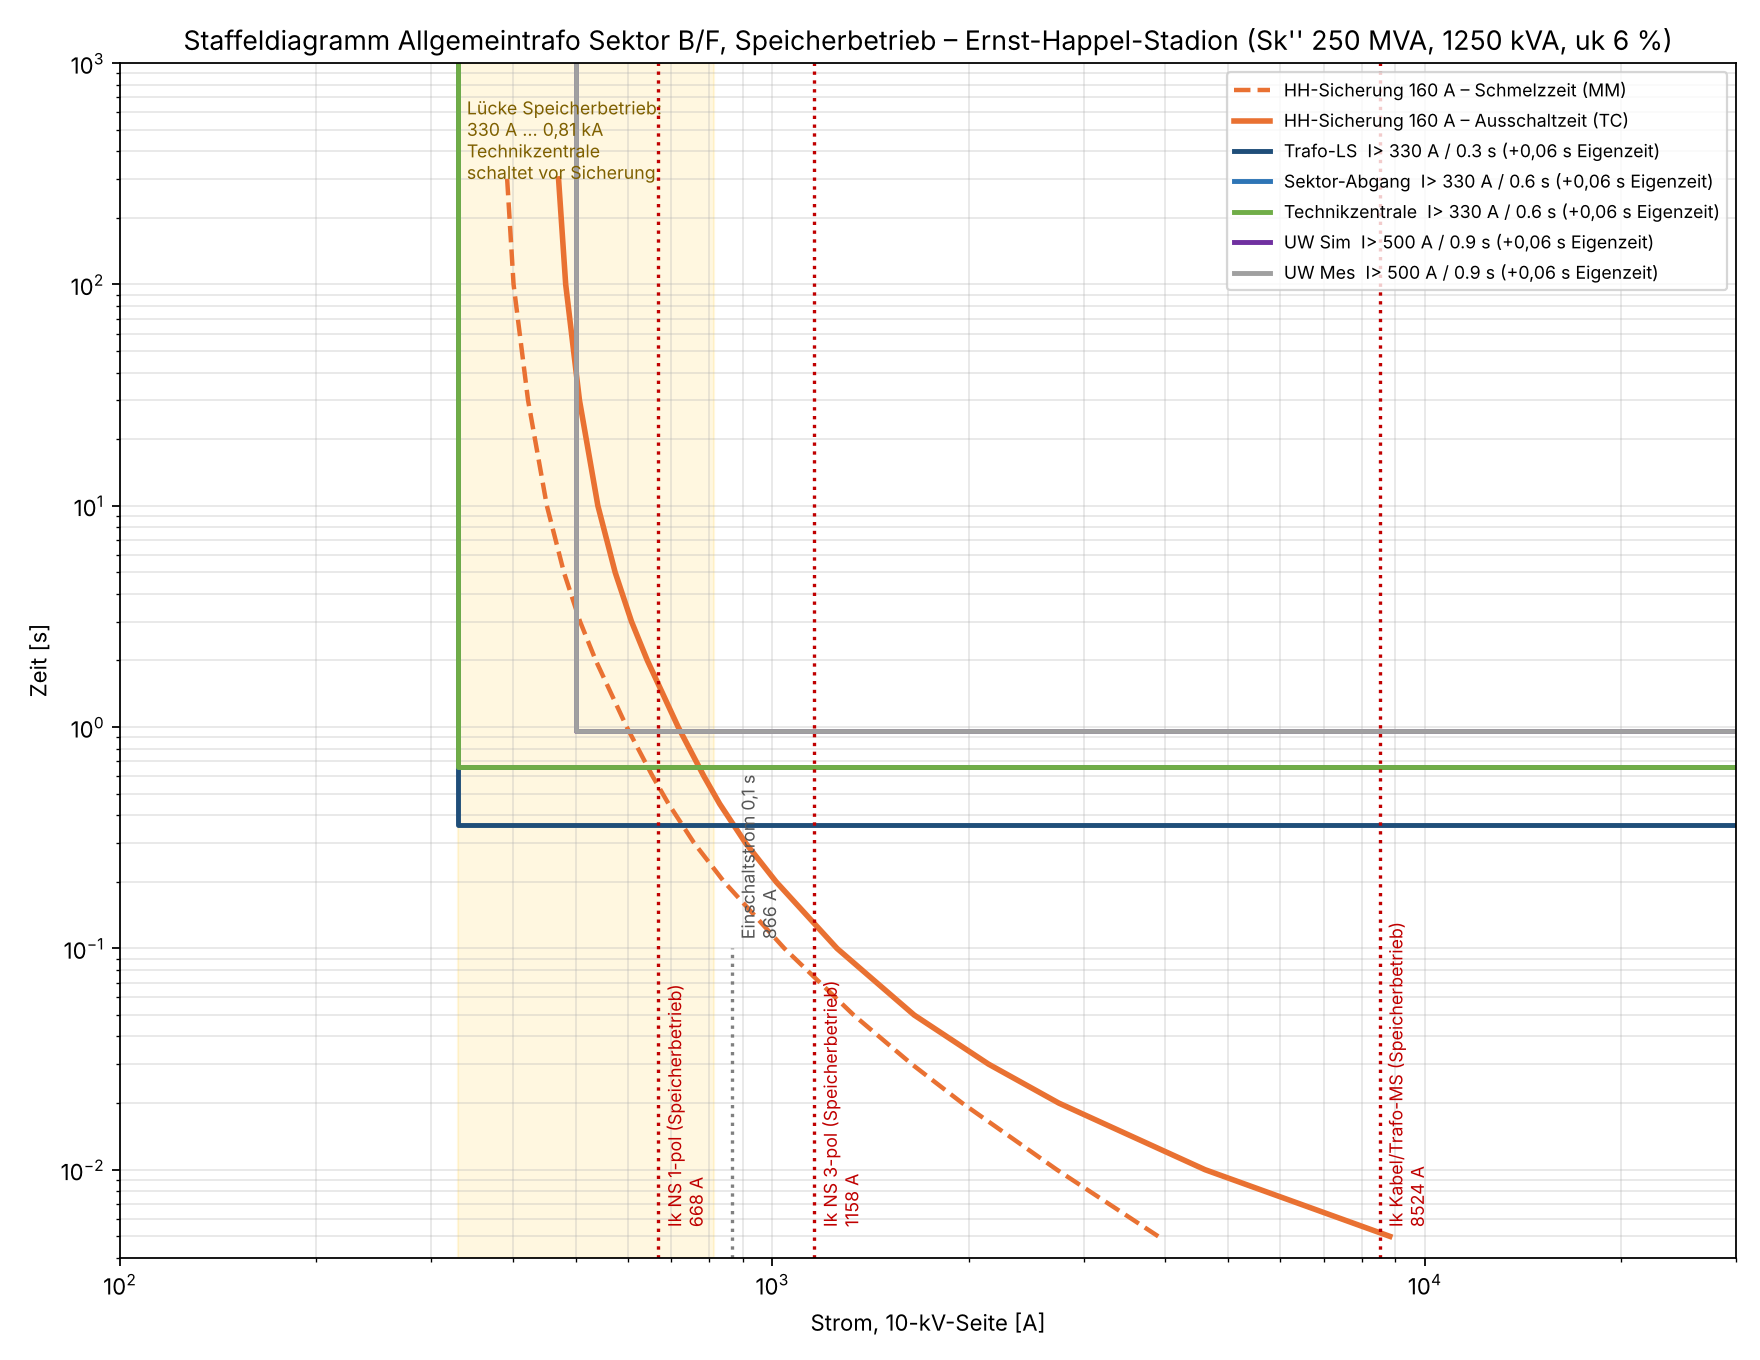 Staffeldiagramm Allgemeintrafo Sektor B/F, Speicherbetrieb – Ernst-Happel-Stadion (Sk'' 250 MVA, 1250 kVA, uk 6 %)
Lücke Speicherbetrieb:
330 A ... 0,81 kA
Technikzentrale
schaltet vor Sicherung
HH-Sicherung 160 A – Schmelzzeit (MM)
HH-Sicherung 160 A – Ausschaltzeit (TC)
Trafo-LS I> 330 A / 0.3 s (+0,06 s Eigenzeit)
Sektor-Abgang I> 330 A / 0.6 s (+0,06 s Eigenzeit)
Technikzentrale I> 330 A / 0.6 s (+0,06 s Eigenzeit)
UW Sim I> 500 A / 0.9 s (+0,06 s Eigenzeit)
UW Mes I> 500 A / 0.9 s (+0,06 s Eigenzeit)
Zeit [s]
10³
10²
10¹
10⁰
10⁻¹
10⁻²
Ik NS 1-pol (Speicherbetrieb)
668 A
Einschaltstrom 0,1 s
866 A
Ik NS 3-pol (Speicherbetrieb)
1158 A
Ik Kabel/Trafo-MS (Speicherbetrieb)
8524 A
10²
10³
10⁴
Strom, 10-kV-Seite [A]